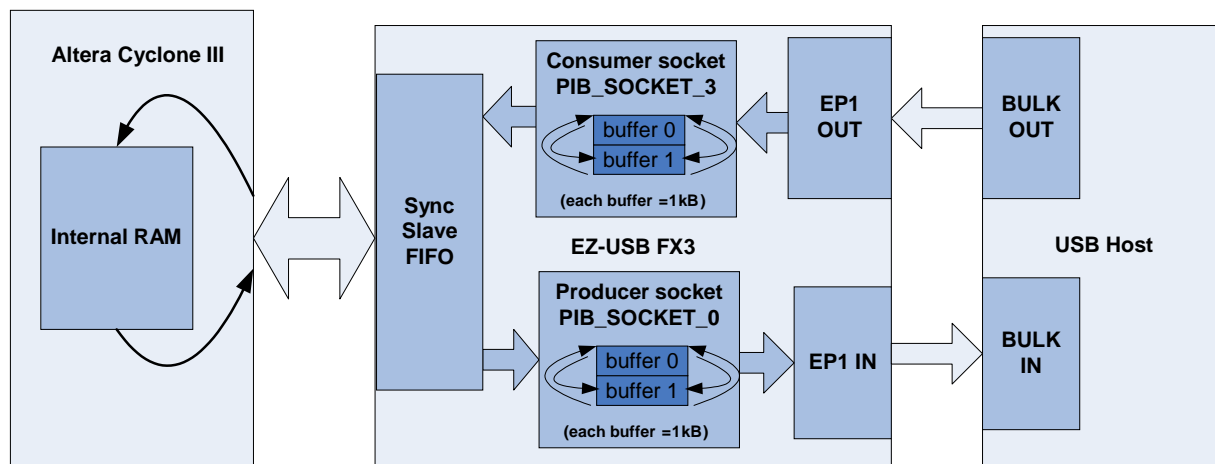 Altera Cyclone III
Internal RAM
Sync
Slave
FIFO
Consumer socket
PIB_SOCKET_3
buffer 0
buffer 1
(each buffer =1kB)
EZ-USB FX3
Producer socket
PIB_SOCKET_0
buffer 0
buffer 1
(each buffer =1kB)
EP1
OUT
EP1 IN
BULK
OUT
USB Host
BULK
IN